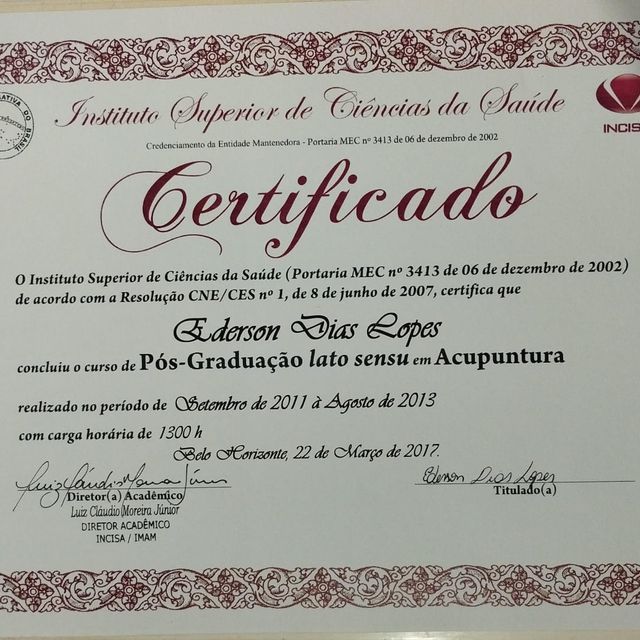 Instituto Superior de Ciências da Saúde
INCIS
Credenciamento da Entidade Mantenedora - Portaria MEC nº 3413 de 06 de dezembro de 2002
Certificado
O Instituto Superior de Ciências da Saúde (Portaria MEC nº 3413 de 06 de dezembro de 2002)
de acordo com a Resolução CNE/CES nº 1, de 8 de junho de 2007, certifica que
Ederson Dias Lopes
concluiu o curso de Pós-Graduação lato sensu em Acupuntura
realizado no período de Setembro de 2011 à Agosto de 2013
com carga horária de 1300 h
Belo Horizonte, 22 de Março de 2017.
Ederson Dias Lopes
Diretor(a) Acadêmico
Titulado(a)
Luiz Cláudio Moreira Júnior
DIRETOR ACADÊMICO
INCISA / IMAM